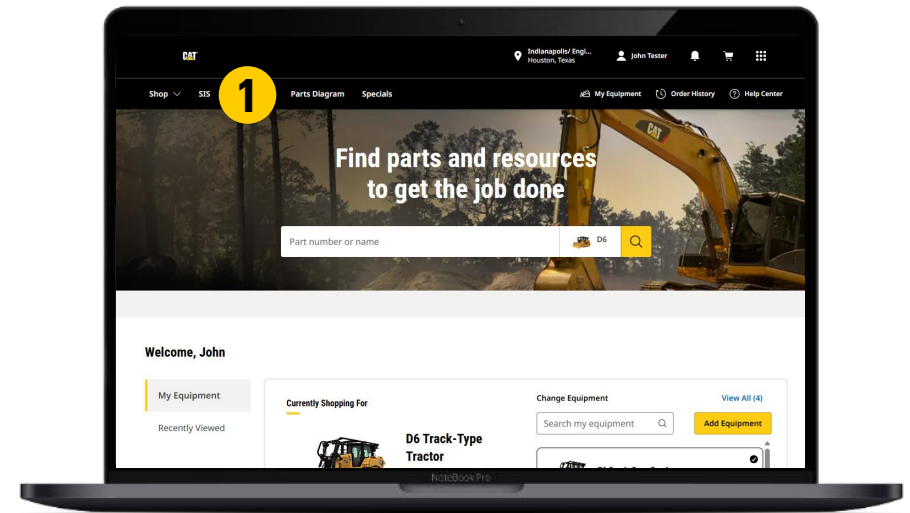 CAT
Indianapolis/ Engl...
Houston, Texas
John Tester
Shop
SIS
1
Parts Diagram
Specials
My Equipment
Order History
? Help Center
CAT
Find parts and resources
to get the job done
Part number or name
D6
Welcome, John
My Equipment
Recently Viewed
Currently Shopping For
D6 Track-Type
Tractor
Change Equipment
View All (4)
Search my equipment
Add Equipment
NoteBook Pro